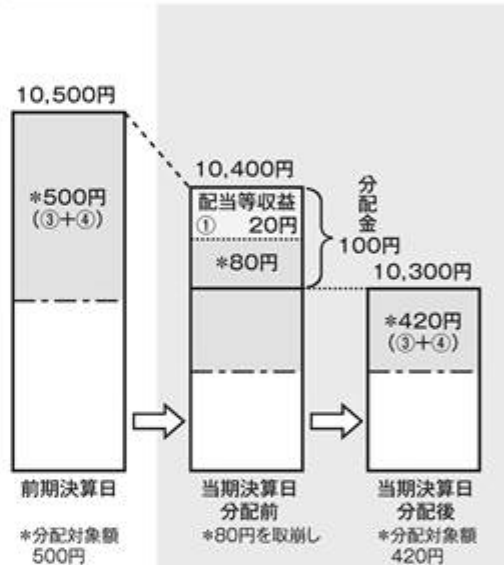 10,500円
*500円
(③+④)
前期決算日
*分配対象額
500円
10,400円
配当等収益
① 20円
*80円
分配金
100円
当期決算日
分配前
*80円を取崩し
10,300円
*420円
(③+④)
当期決算日
分配後
*分配対象額
420円